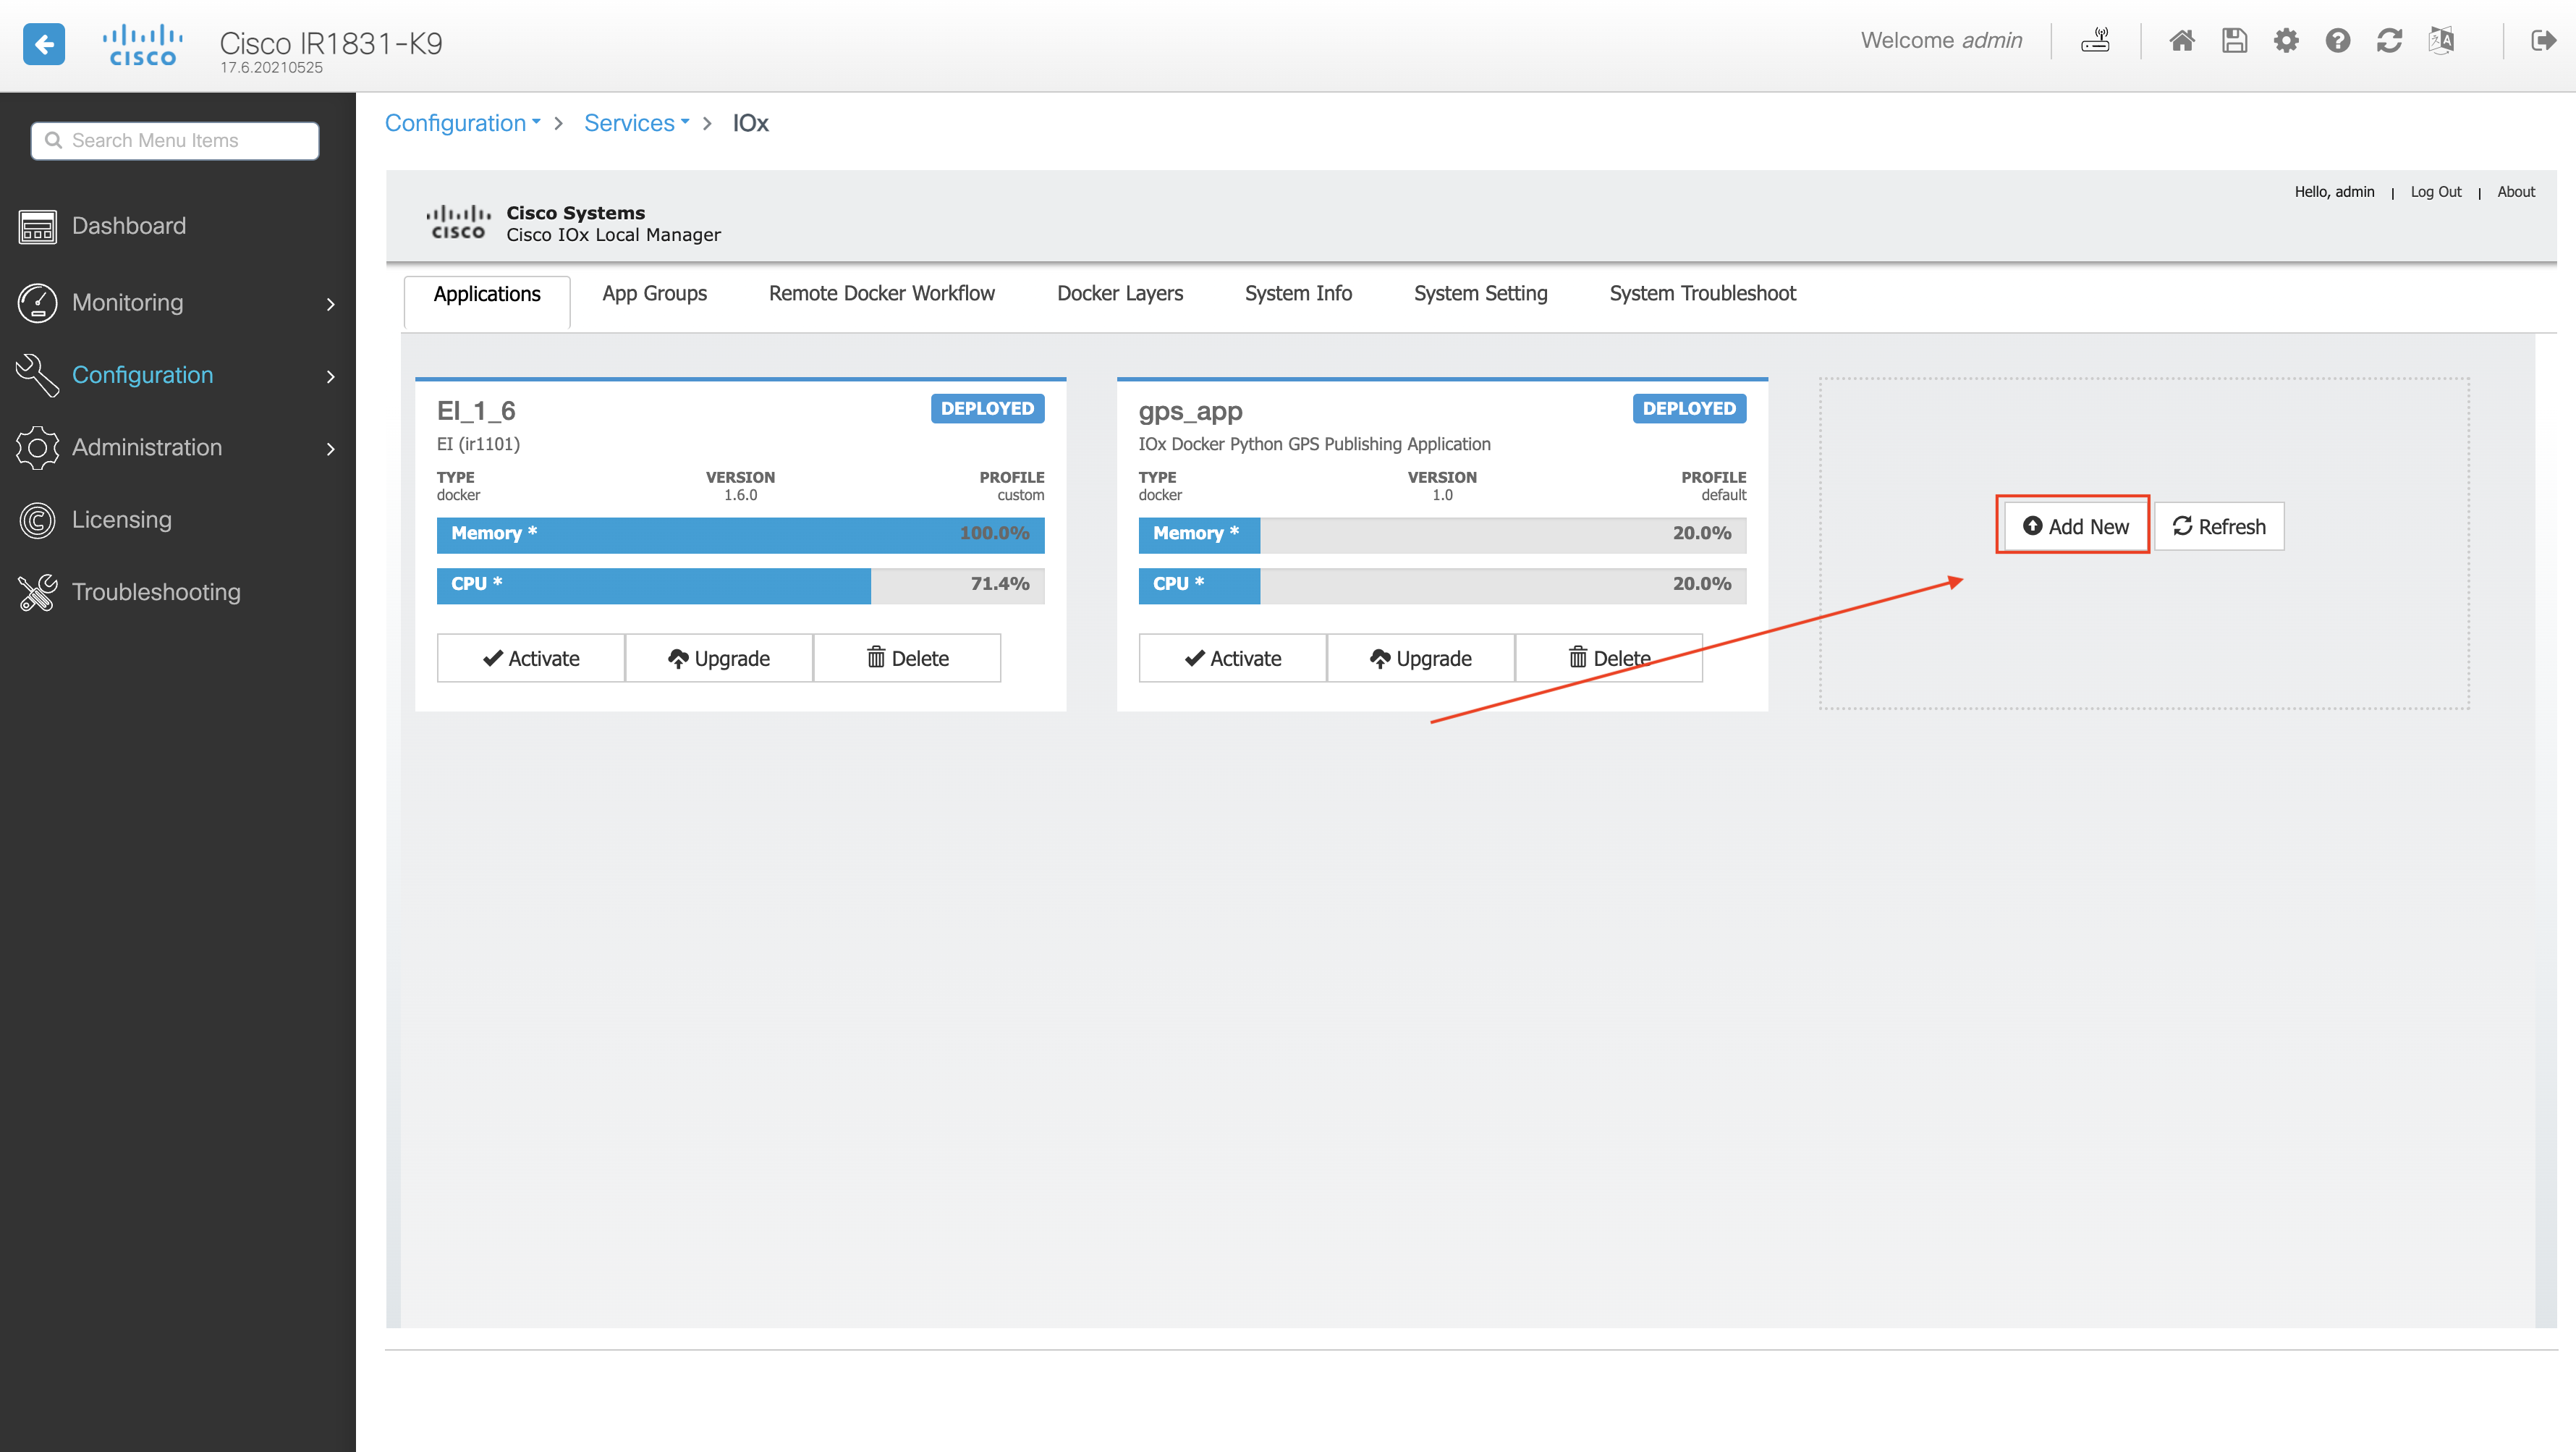 CISCO
Cisco IR1831-K9
17.6.20210525
Welcome admin
Search Menu Items
Dashboard
Monitoring
Configuration
Administration
Licensing
Troubleshooting
Configuration > Services > IOx
Hello, admin | Log Out | About
CISCO
Cisco Systems
Cisco IOx Local Manager
Applications App Groups Remote Docker Workflow Docker Layers System Info System Setting System Troubleshoot
EI_1_6 DEPLOYED
EI (ir1101)
TYPE VERSION PROFILE
docker 1.6.0 custom
Memory * 100.0%
CPU * 71.4%
Activate Upgrade Delete
gps_app DEPLOYED
IOx Docker Python GPS Publishing Application
TYPE VERSION PROFILE
docker 1.0 default
Memory * 20.0%
CPU * 20.0%
Activate Upgrade Delete
Add New Refresh